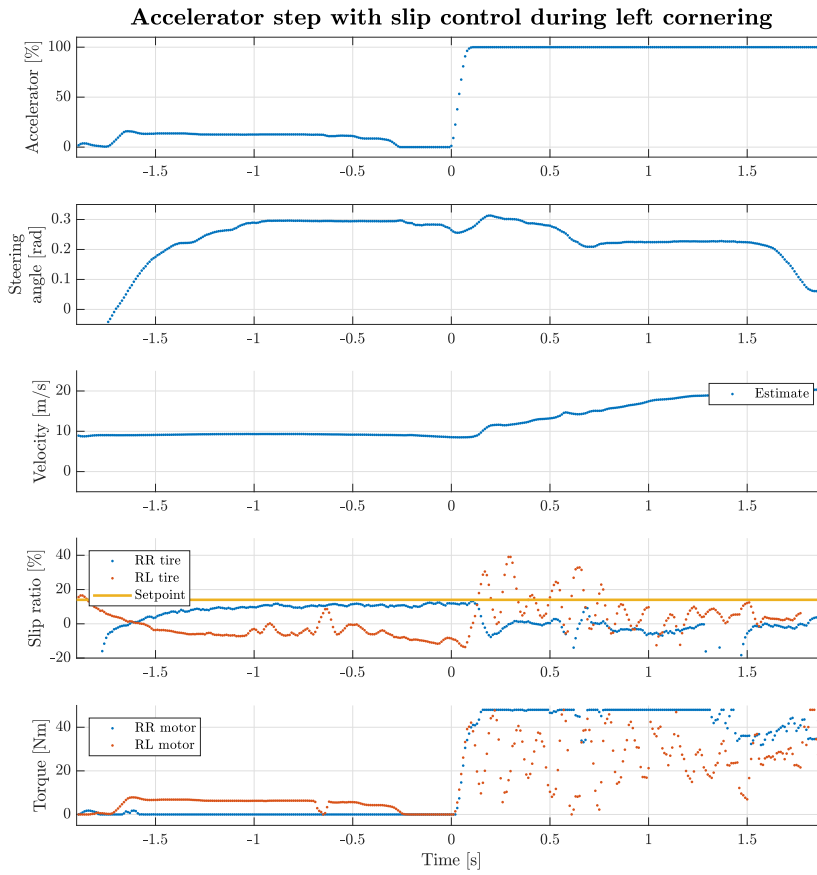 Accelerator step with slip control during left cornering
Accelerator [%]
100
50
0
-1.5 -1 -0.5 0 0.5 1 1.5
Steering
angle [rad]
0.3
0.2
0.1
0
-1.5 -1 -0.5 0 0.5 1 1.5
Velocity [m/s]
20
10
0
Estimate
-1.5 -1 -0.5 0 0.5 1 1.5
Slip ratio [%]
40
20
0
-20
RR tire
RL tire
Setpoint
-1.5 -1 -0.5 0 0.5 1 1.5
Torque [Nm]
40
20
0
RR motor
RL motor
-1.5 -1 -0.5 0 0.5 1 1.5
Time [s]